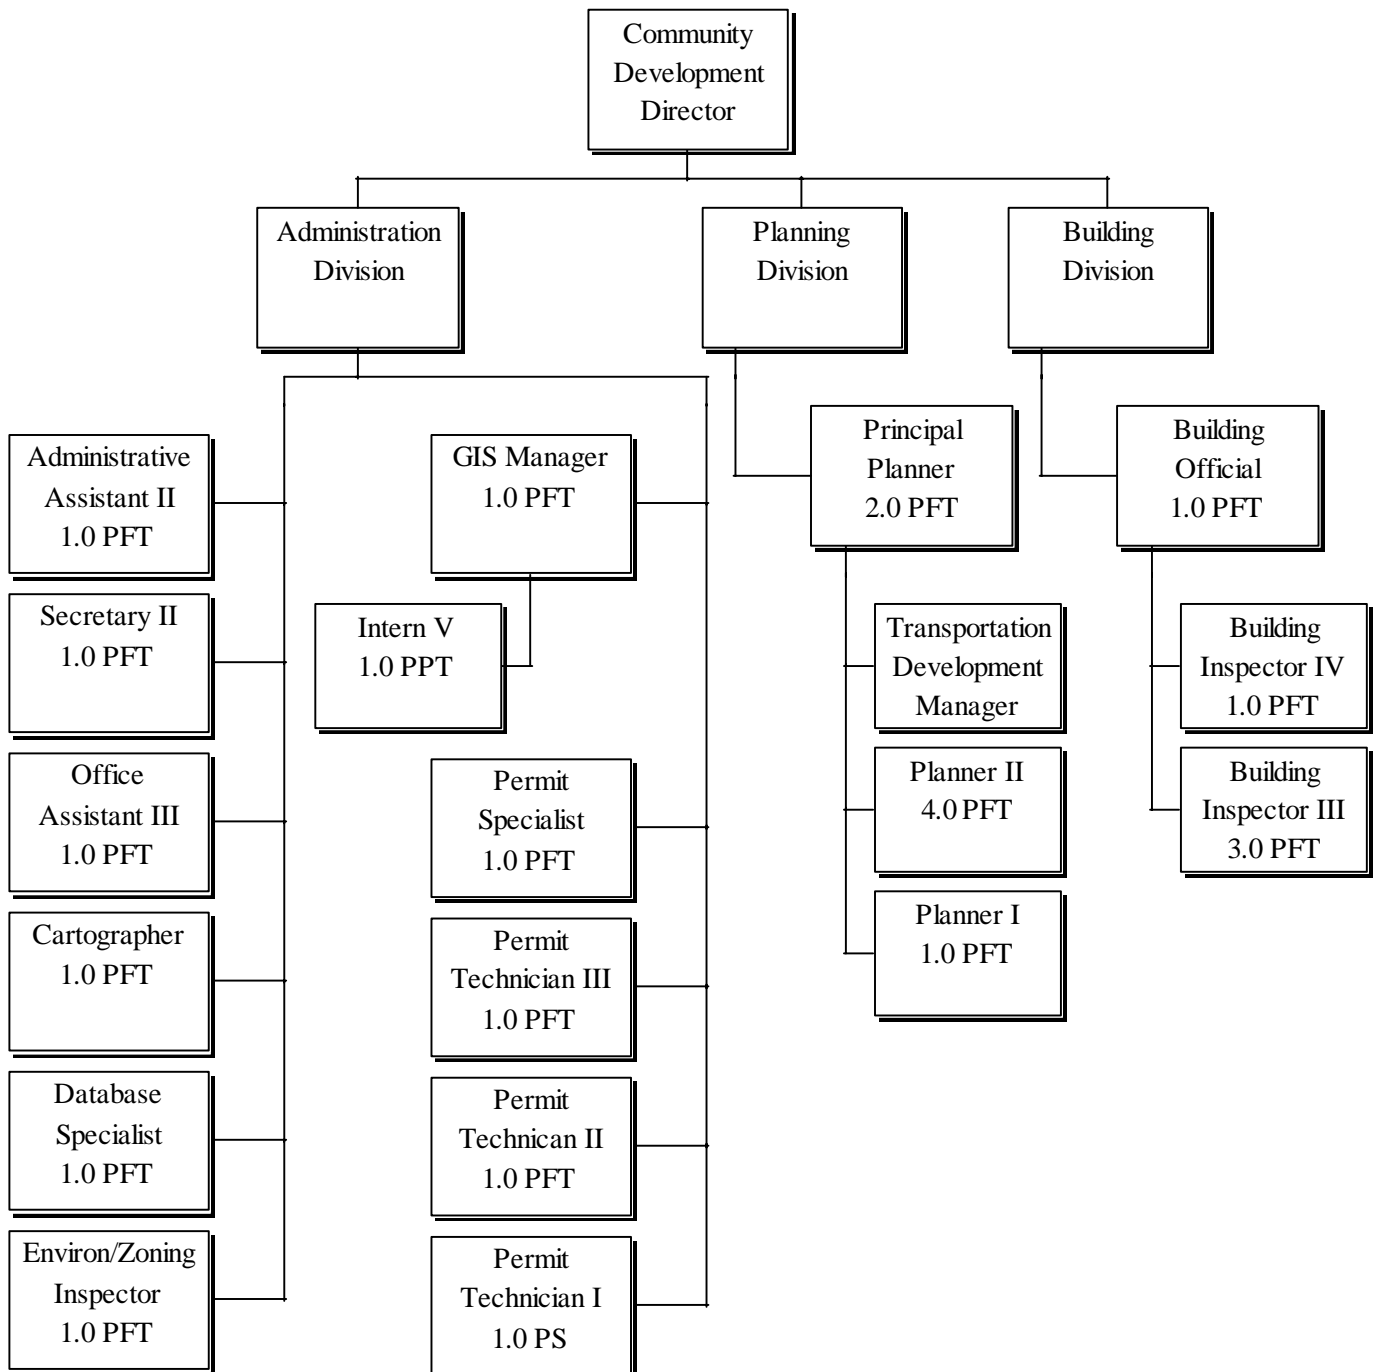 Community
Development
Director
Administration
Division
Planning
Division
Building
Division
Administrative
Assistant II
1.0 PFT
Secretary II
1.0 PFT
Office
Assistant III
1.0 PFT
Cartographer
1.0 PFT
Database
Specialist
1.0 PFT
Environ/Zoning
Inspector
1.0 PFT
GIS Manager
1.0 PFT
Intern V
1.0 PPT
Permit
Specialist
1.0 PFT
Permit
Technician III
1.0 PFT
Permit
Technican II
1.0 PFT
Permit
Technician I
1.0 PS
Principal
Planner
2.0 PFT
Transportation
Development
Manager
Planner II
4.0 PFT
Planner I
1.0 PFT
Building
Official
1.0 PFT
Building
Inspector IV
1.0 PFT
Building
Inspector III
3.0 PFT